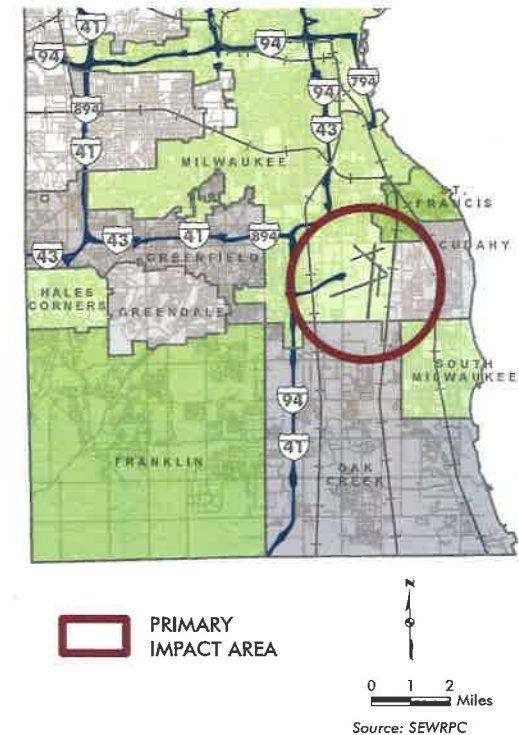 41
94
94
94
794
894
43
41
MILWAUKEE
ST.
FRANCIS
CUDAHY
43
43
41
894
GREENFIELD
HALES
CORNERS
GREENDALE
SOUTH
MILWAUKEE
94
41
FRANKLIN
OAK
CREEK
PRIMARY
IMPACT AREA
N
0 1 2
Miles
Source: SEWRPC